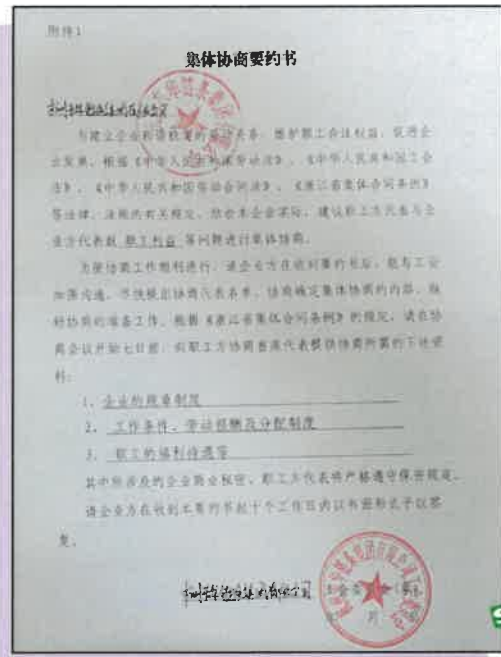 附件1
集体协商要约书
为建立企业和谐稳定的劳动关系，维护职工合法权益，促进企
业发展，根据《中华人民共和国劳动法》、《中华人民共和国工会
法》、《中华人民共和国劳动合同法》、《浙江省集体合同条例》
等法律、法规的有关规定，结合本企业实际，建议职工方代表与企
业方代表就 职工利益 等问题进行集体协商。
为使协商工作顺利进行，请企业方在收到要约书后，能与工会
加强沟通，尽快提出协商代表名单，协商确定集体协商的内容，做
好协商的准备工作。根据《浙江省集体合同条例》的规定，请在协
商会议开始七日前，向职工方协商首席代表提供协商所需的下述资
料：
1、企业的规章制度
2、工作条件、劳动报酬及分配制度
3、职工的福利待遇等
其中所涉及的企业商业秘密，职工方代表将严格遵守保密规定。
请企业方在收到本要约书起十个工作日内以书面形式予以答
复。
月